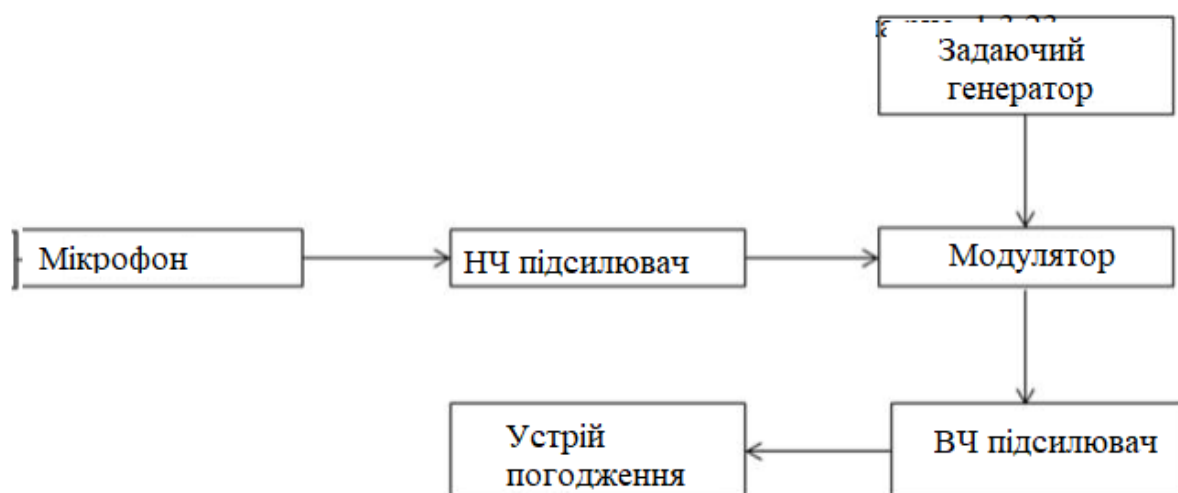 Задаючий
генератор
Мікрофон
НЧ підсилювач
Модулятор
Устрій
погодження
ВЧ підсилювач